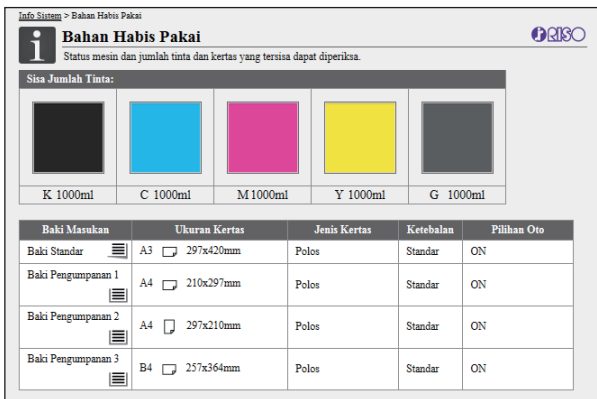 Info Sistem > Bahan Habis Pakai
i
Bahan Habis Pakai
RISO
Status mesin dan jumlah tinta dan kertas yang tersisa dapat diperiksa.
Sisa Jumlah Tinta:
K 1000ml C 1000ml M1000ml Y 1000ml G 1000ml
Baki Masukan Ukuran Kertas Jenis Kertas Ketebalan Pilihan Oto
Baki Standar A3 297x420mm Polos Standar ON
Baki Pengumpanan 1 A4 210x297mm Polos Standar ON
Baki Pengumpanan 2 A4 297x210mm Polos Standar ON
Baki Pengumpanan 3 B4 257x364mm Polos Standar ON